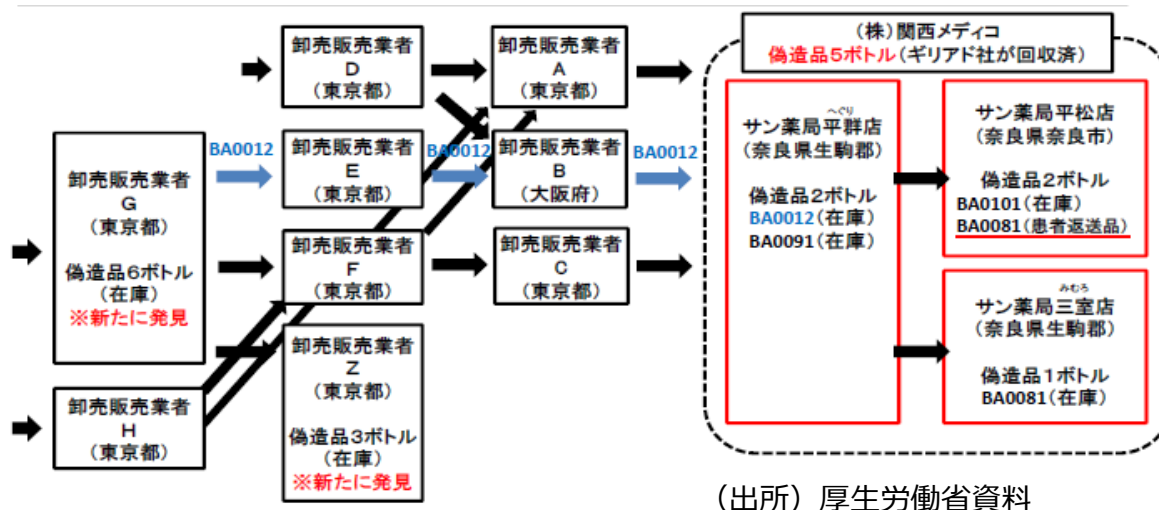 卸売販売業者
D
(東京都)
卸売販売業者
A
(東京都)
(株)関西メディコ
偽造品5ボトル(ギリアド社が回収済)
卸売販売業者
G
(東京都)
偽造品6ボトル
(在庫)
※新たに発見
BA0012
卸売販売業者
E
(東京都)
BA0012
卸売販売業者
B
(大阪府)
BA0012
卸売販売業者
F
(東京都)
卸売販売業者
C
(東京都)
卸売販売業者
H
(東京都)
卸売販売業者
Z
(東京都)
偽造品3ボトル
(在庫)
※新たに発見
へぐり
サン薬局平群店
(奈良県生駒郡)
偽造品2ボトル
BA0012(在庫)
BA0091(在庫)
サン薬局平松店
(奈良県奈良市)
偽造品2ボトル
BA0101(在庫)
BA0081(患者返送品)
みむろ
サン薬局三室店
(奈良県生駒郡)
偽造品1ボトル
BA0081(在庫)
(出所)厚生労働省資料